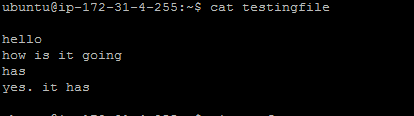 ubuntu@ip-172-31-4-255:~$ cat testingfile
hello
how is it going
has
yes. it has